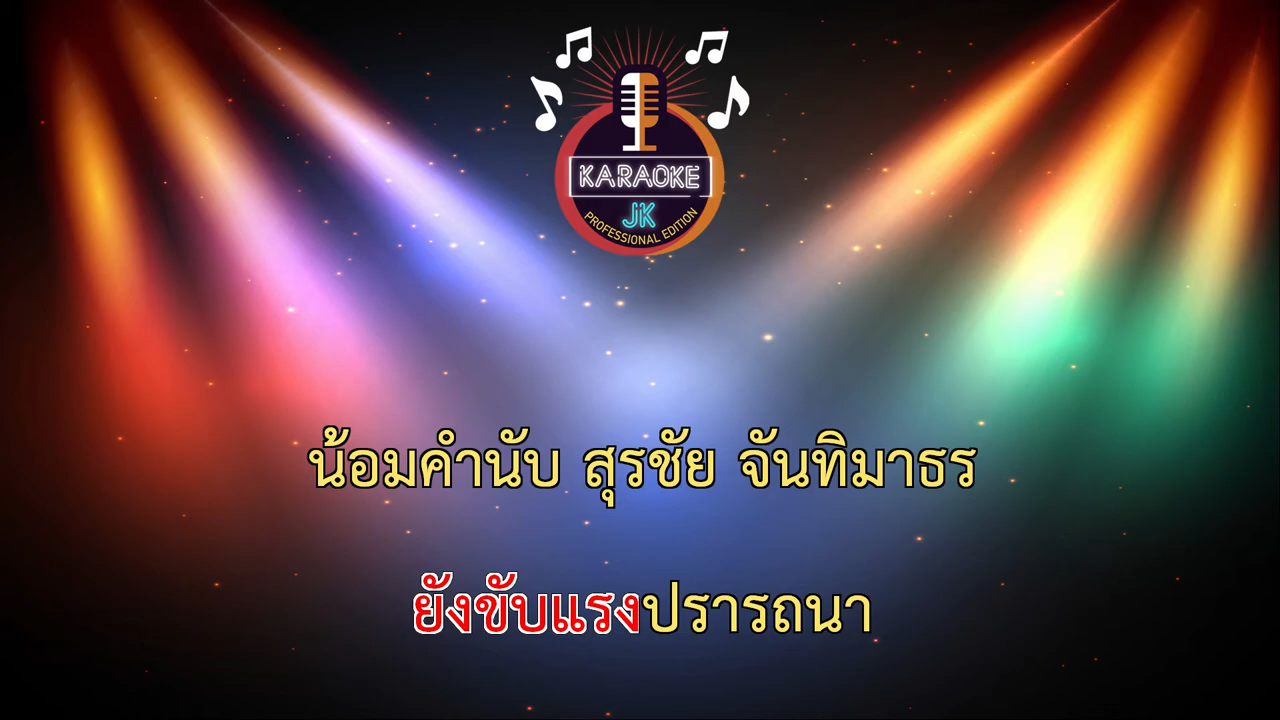 KARAOKE
JK
PROFESSIONAL EDITION
น้อมคำนับ สุรชัย จันทิมาธร
ยังขับแรงปรารถนา